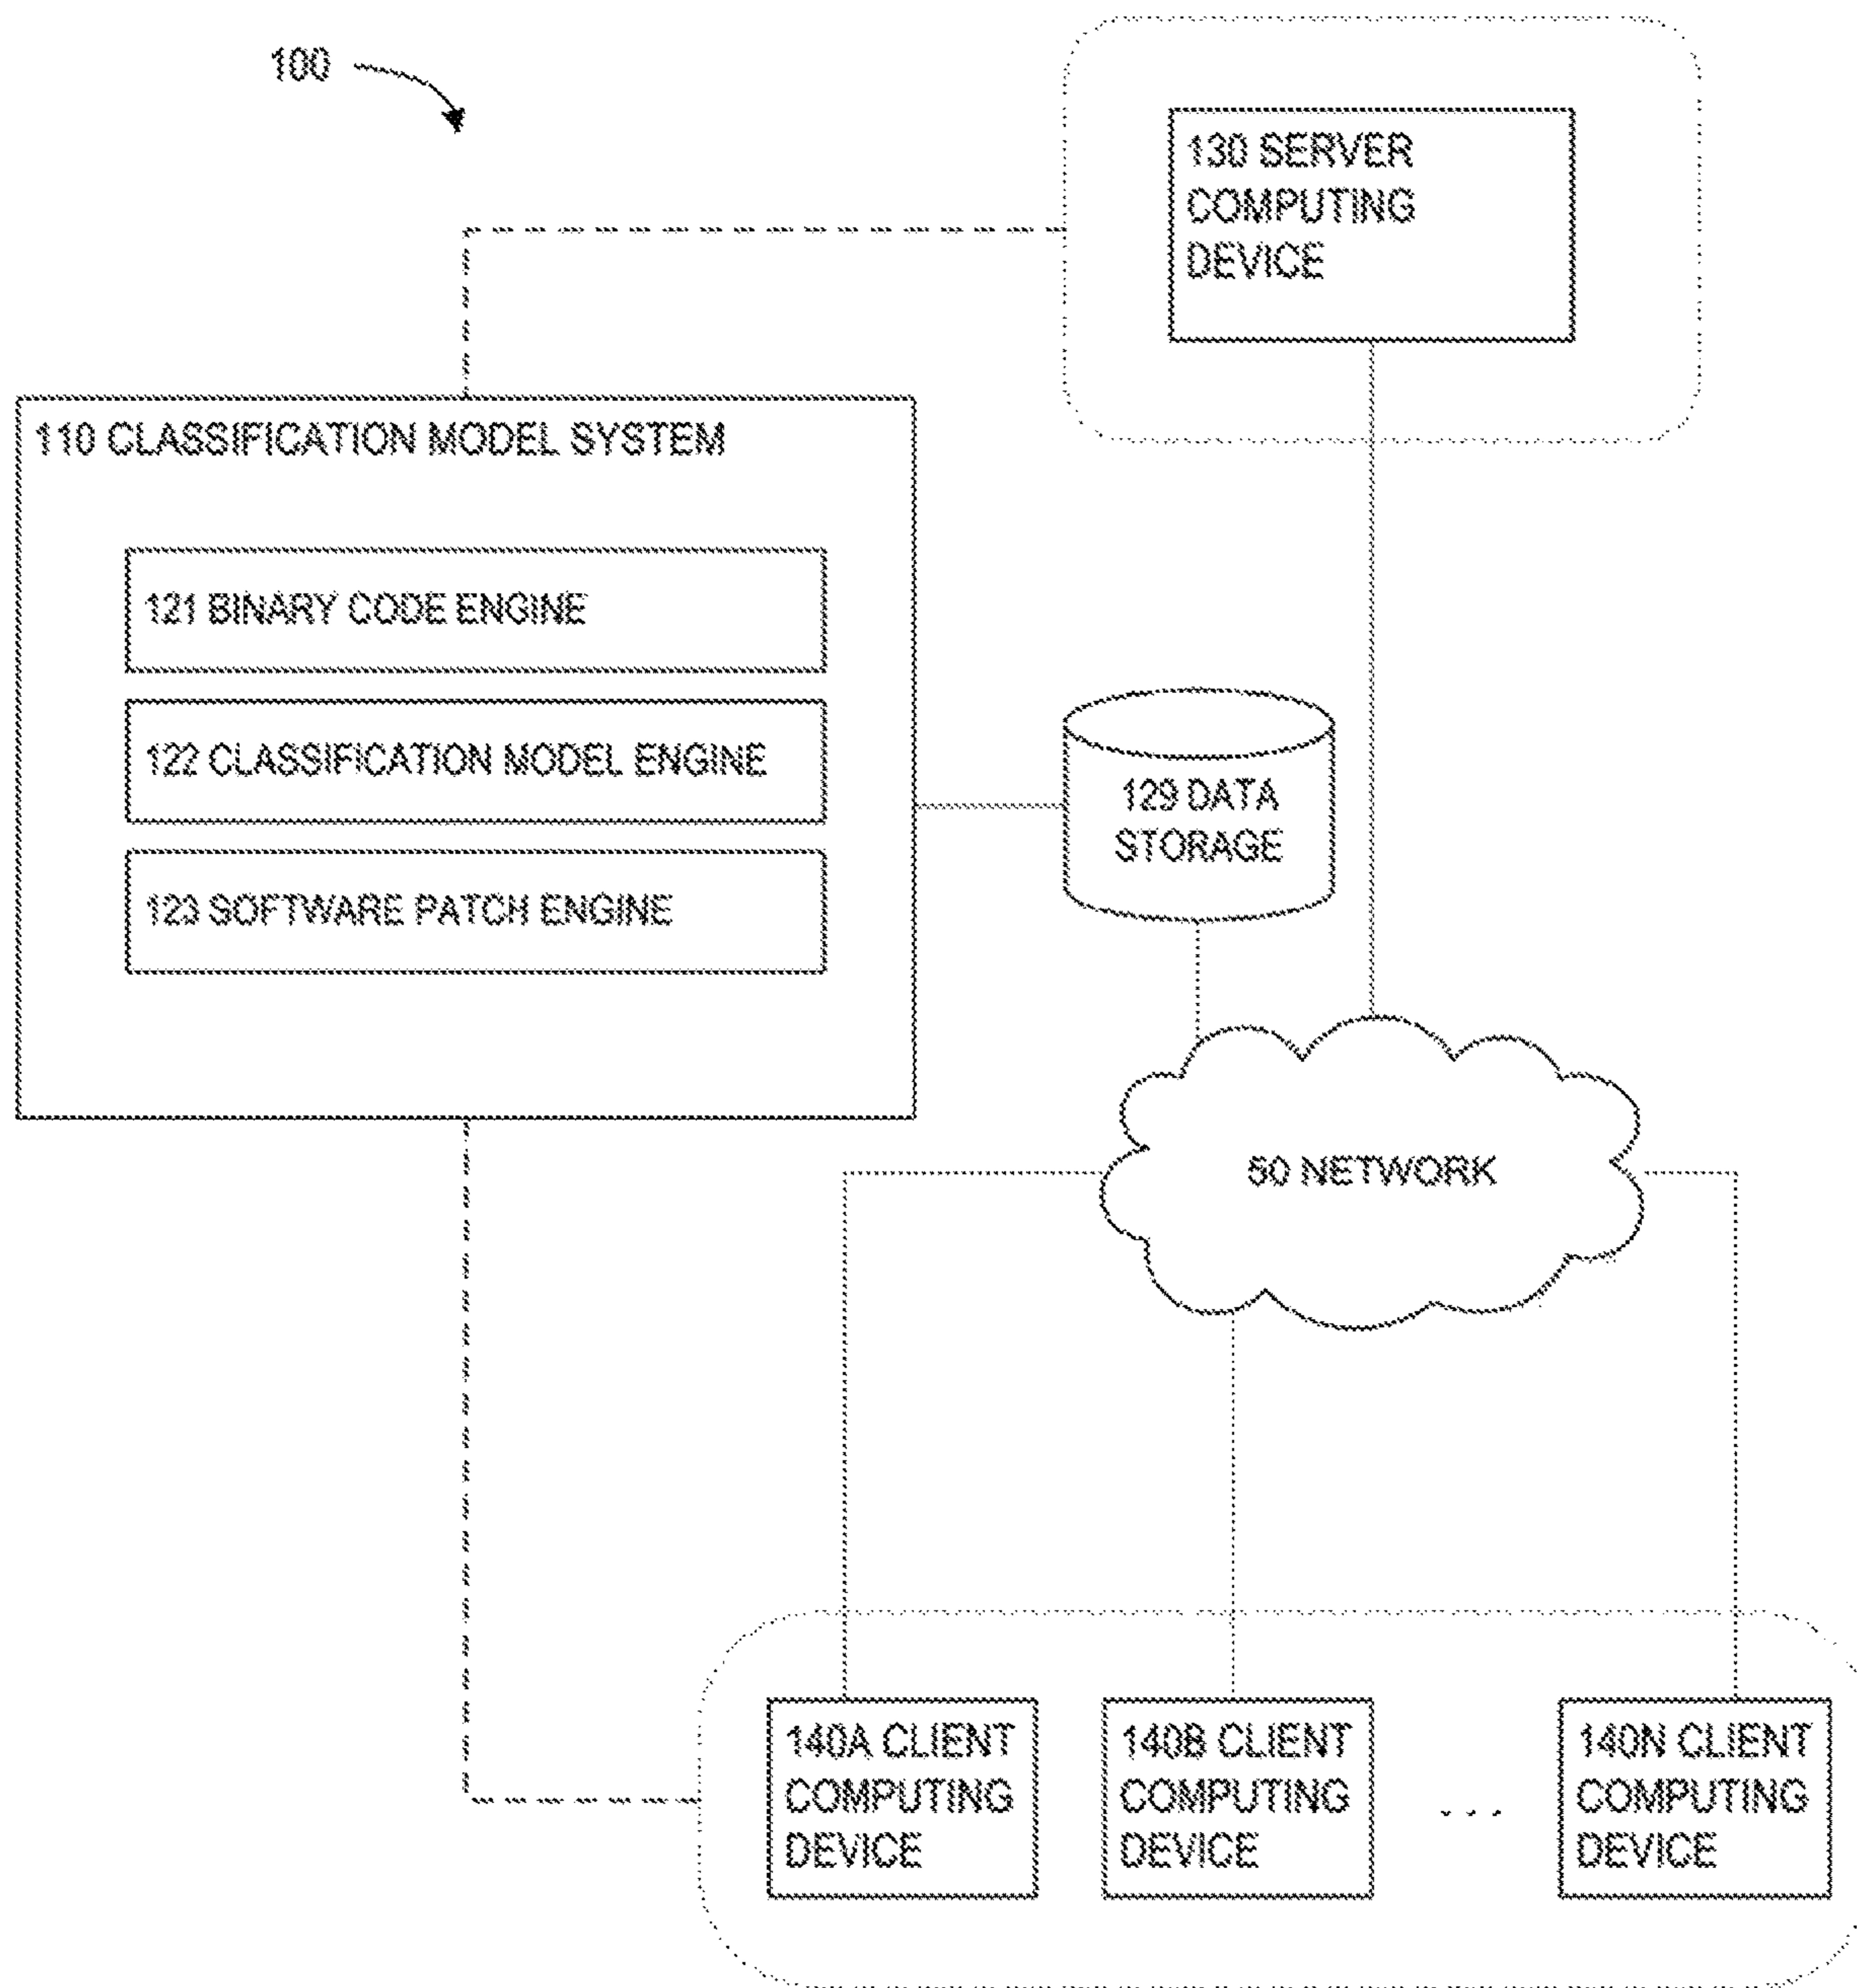 100
130 SERVER
COMPUTING
DEVICE
110 CLASSIFICATION MODEL SYSTEM
121 BINARY CODE ENGINE
122 CLASSIFICATION MODEL ENGINE
123 SOFTWARE PATCH ENGINE
129 DATA
STORAGE
50 NETWORK
140A CLIENT
COMPUTING
DEVICE
140B CLIENT
COMPUTING
DEVICE
. . .
140N CLIENT
COMPUTING
DEVICE